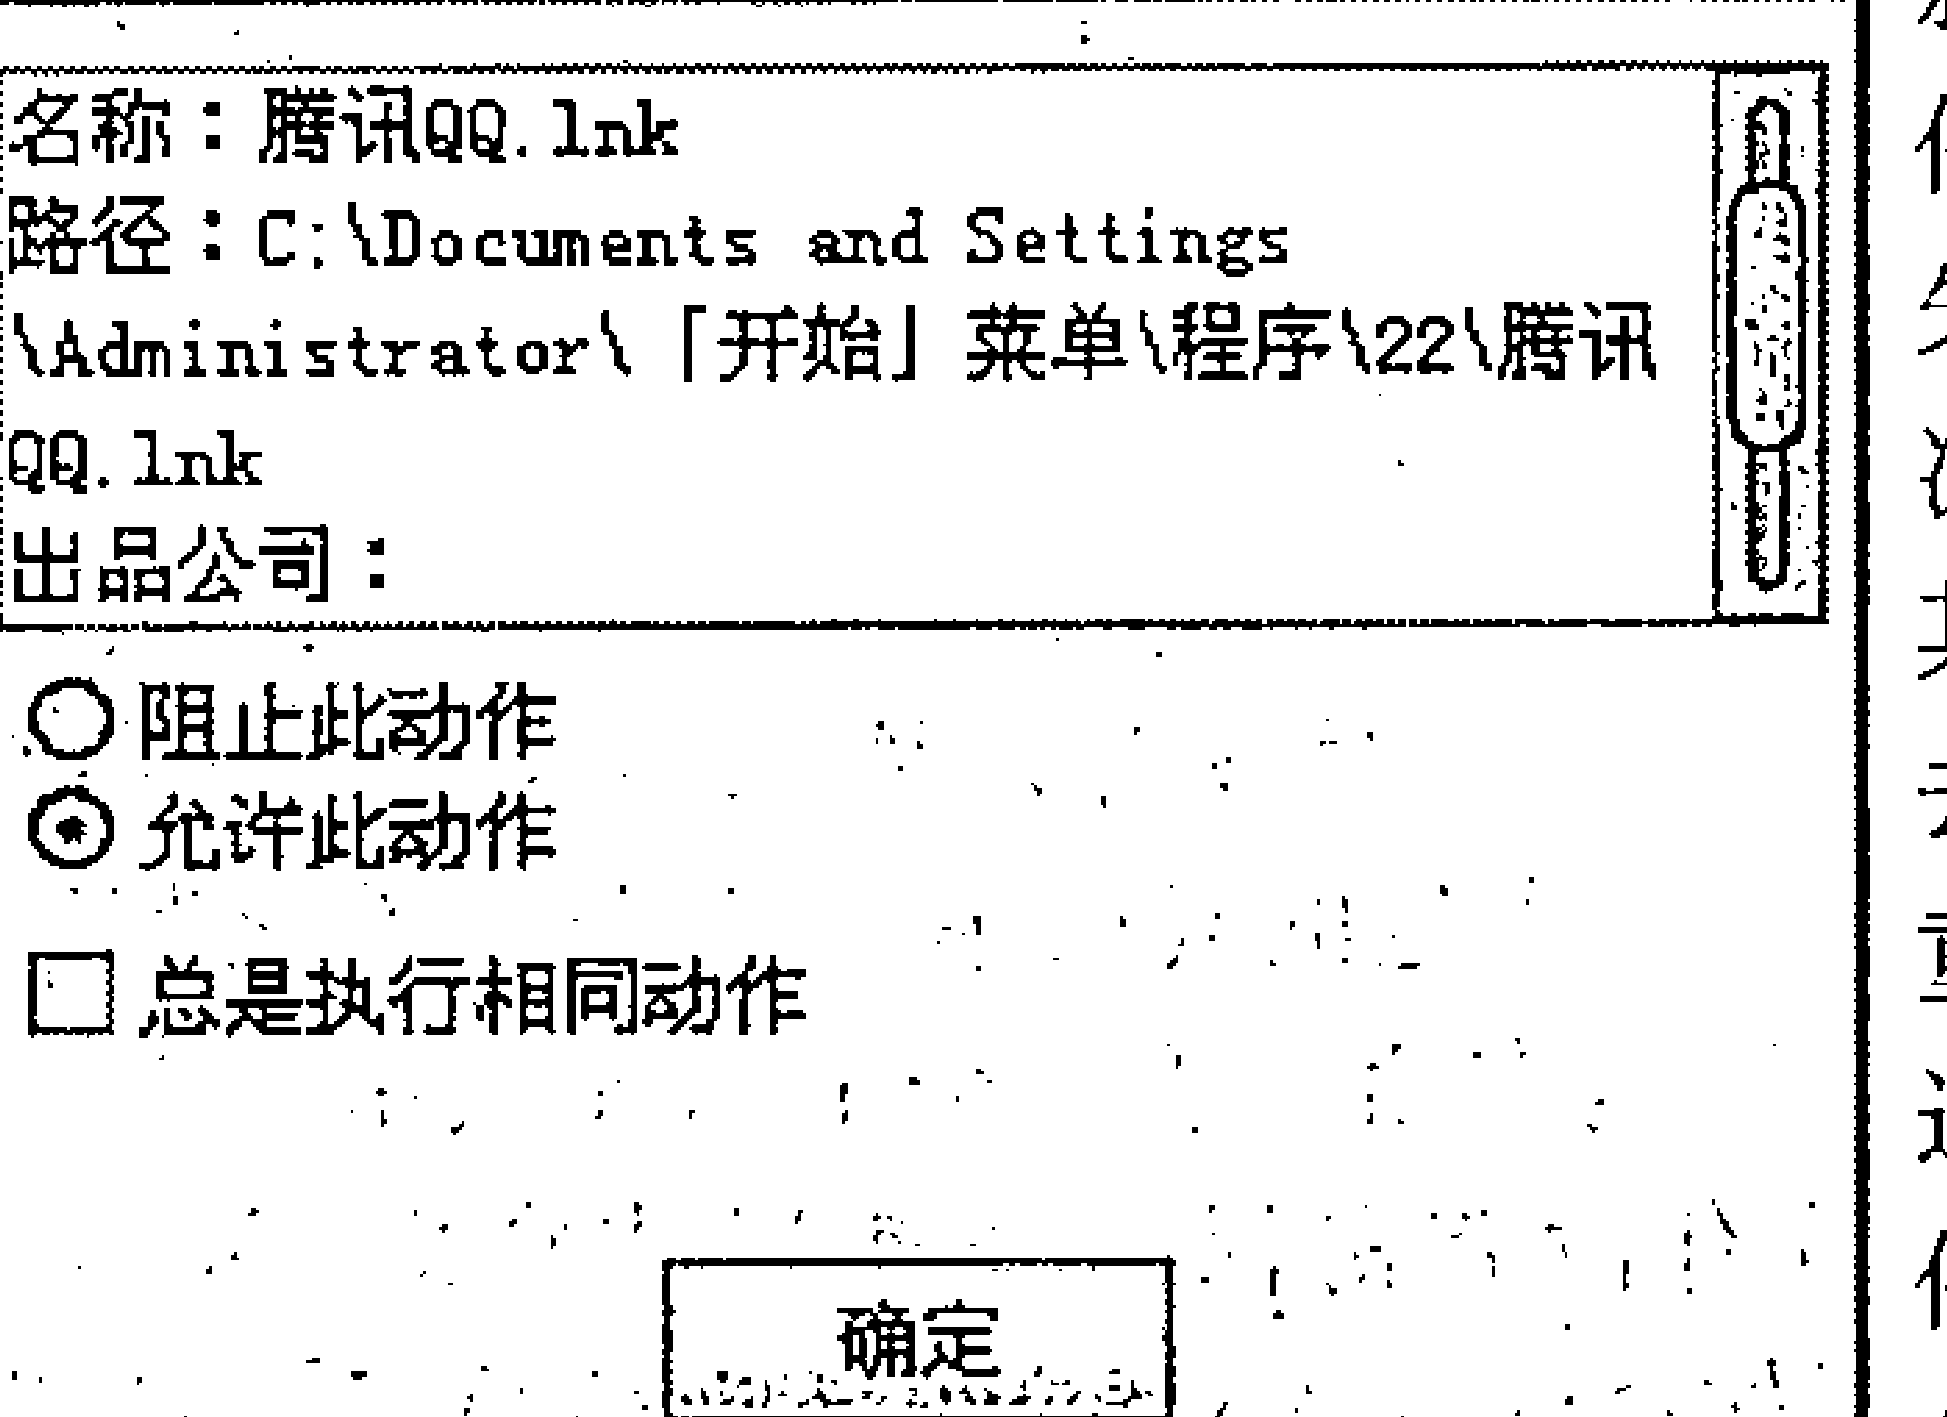 名称：腾讯QQ.lnk
路径：C:\Documents and Settings
\Administrator\「开始」菜单\程序\22\腾讯
QQ.lnk
出品公司：
阻止此动作
允许此动作
总是执行相同动作
确定